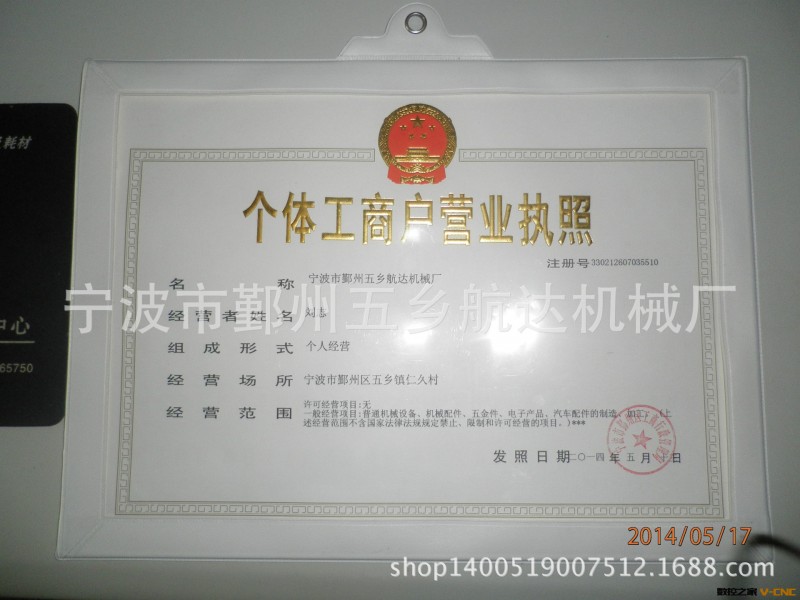 耗材
中心
65750
个体工商户营业执照
注册号 330212607035510
名称 宁波市鄞州五乡航达机械厂
宁波市鄞州五乡航达机械厂
经营者姓名 刘志
组成形式 个人经营
经营场所 宁波市鄞州区五乡镇仁久村
经营范围 许可经营项目:无
一般经营项目:普通机械设备、机械配件、五金件、电子产品、汽车配件的制造、加工。(上
述经营范围不含国家法律法规规定禁止、限制和许可经营的项目。)***
发照日期 二〇一四年五月 日
2014/05/17
shop1400519007512.1688.com
数控之家 V-CNC